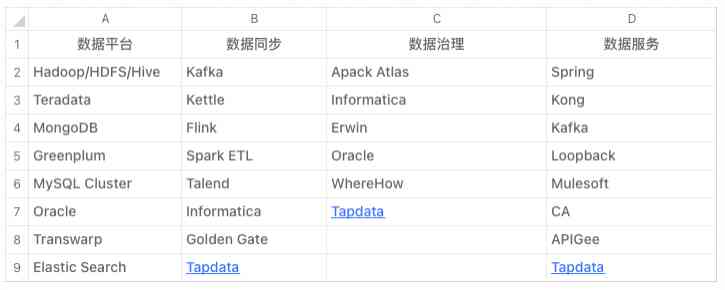 A B C D
1 数据平台 数据同步 数据治理 数据服务
2 Hadoop/HDFS/Hive Kafka Apack Atlas Spring
3 Teradata Kettle Informatica Kong
4 MongoDB Flink Erwin Kafka
5 Greenplum Spark ETL Oracle Loopback
6 MySQL Cluster Talend WhereHow Mulesoft
7 Oracle Informatica Tapdata CA
8 Transwarp Golden Gate APIGee
9 Elastic Search Tapdata Tapdata